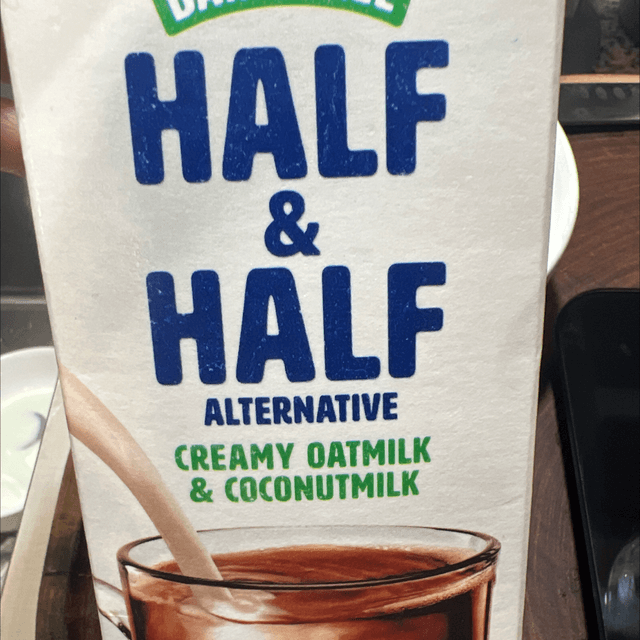 HALF
&
HALF
ALTERNATIVE
CREAMY OATMILK
& COCONUTMILK